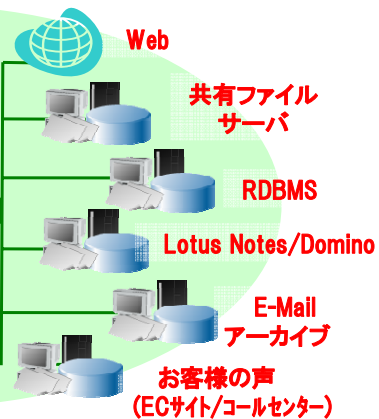 Web
共有ファイル
サーバ
RDBMS
Lotus Notes/Domino
E-Mail
アーカイブ
お客様の声
(ECサイト/コールセンター)